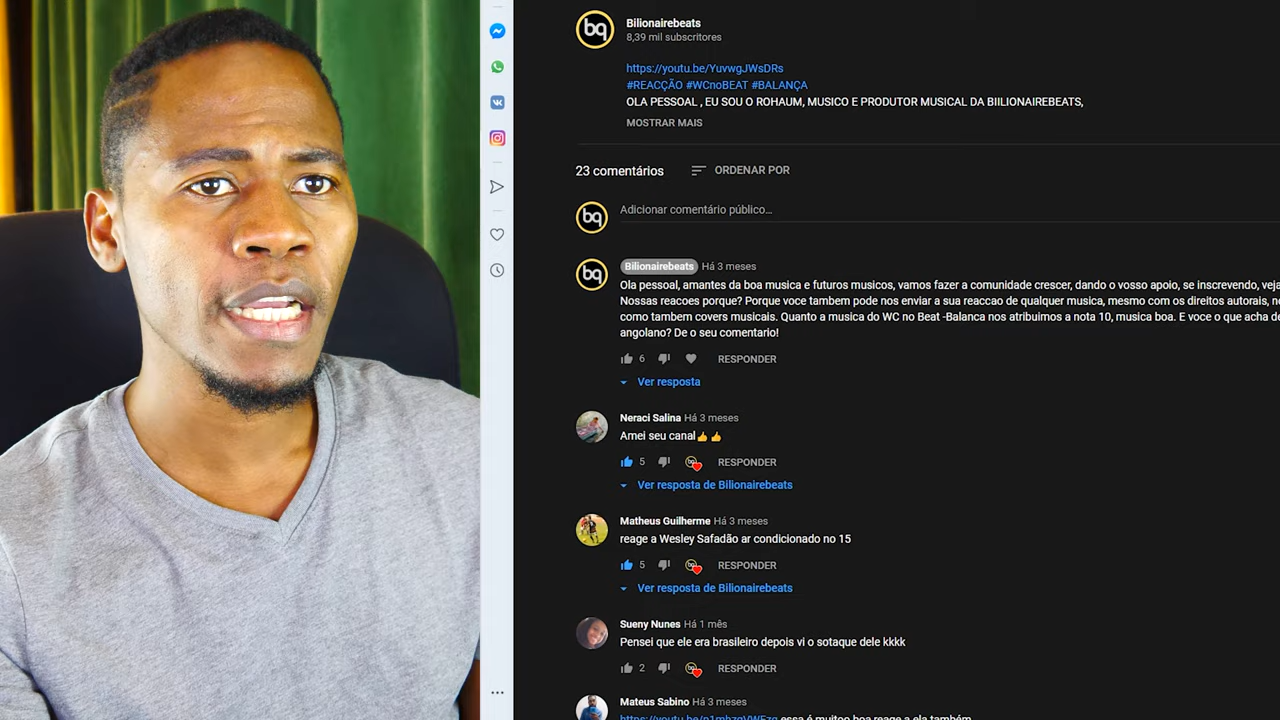 bq
Bilionairebeats
8,39 mil subscritores
https://youtu.be/YuvwgJWsDRs
#REACÇÃO #WCnoBEAT #BALANÇA
OLA PESSOAL , EU SOU O ROHAUM, MUSICO E PRODUTOR MUSICAL DA BIILIONAIREBEATS,
MOSTRAR MAIS
23 comentários
ORDENAR POR
bq
Adicionar comentário público...
bq
Bilionairebeats Há 3 meses
Ola pessoal, amantes da boa musica e futuros musicos, vamos fazer a comunidade crescer, dando o vosso apoio, se inscrevendo,
Nossas reacoes porque? Porque voce tambem pode nos enviar a sua reaccao de qualquer musica, mesmo com os direitos autorais,
como tambem covers musicais. Quanto a musica do WC no Beat -Balanca nos atribuimos a nota 10, musica boa. E voce o que acha
angolano? De o seu comentario!
6
RESPONDER
Ver resposta
Neraci Salina Há 3 meses
Amei seu canal👍👍
5
RESPONDER
Ver resposta de Bilionairebeats
Matheus Guilherme Há 3 meses
reage a Wesley Safadão ar condicionado no 15
5
RESPONDER
Ver resposta de Bilionairebeats
Sueny Nunes Há 1 mês
Pensei que ele era brasileiro depois vi o sotaque dele kkkk
2
RESPONDER
Mateus Sabino Há 3 meses
essa é muitoo boa reage a ela também